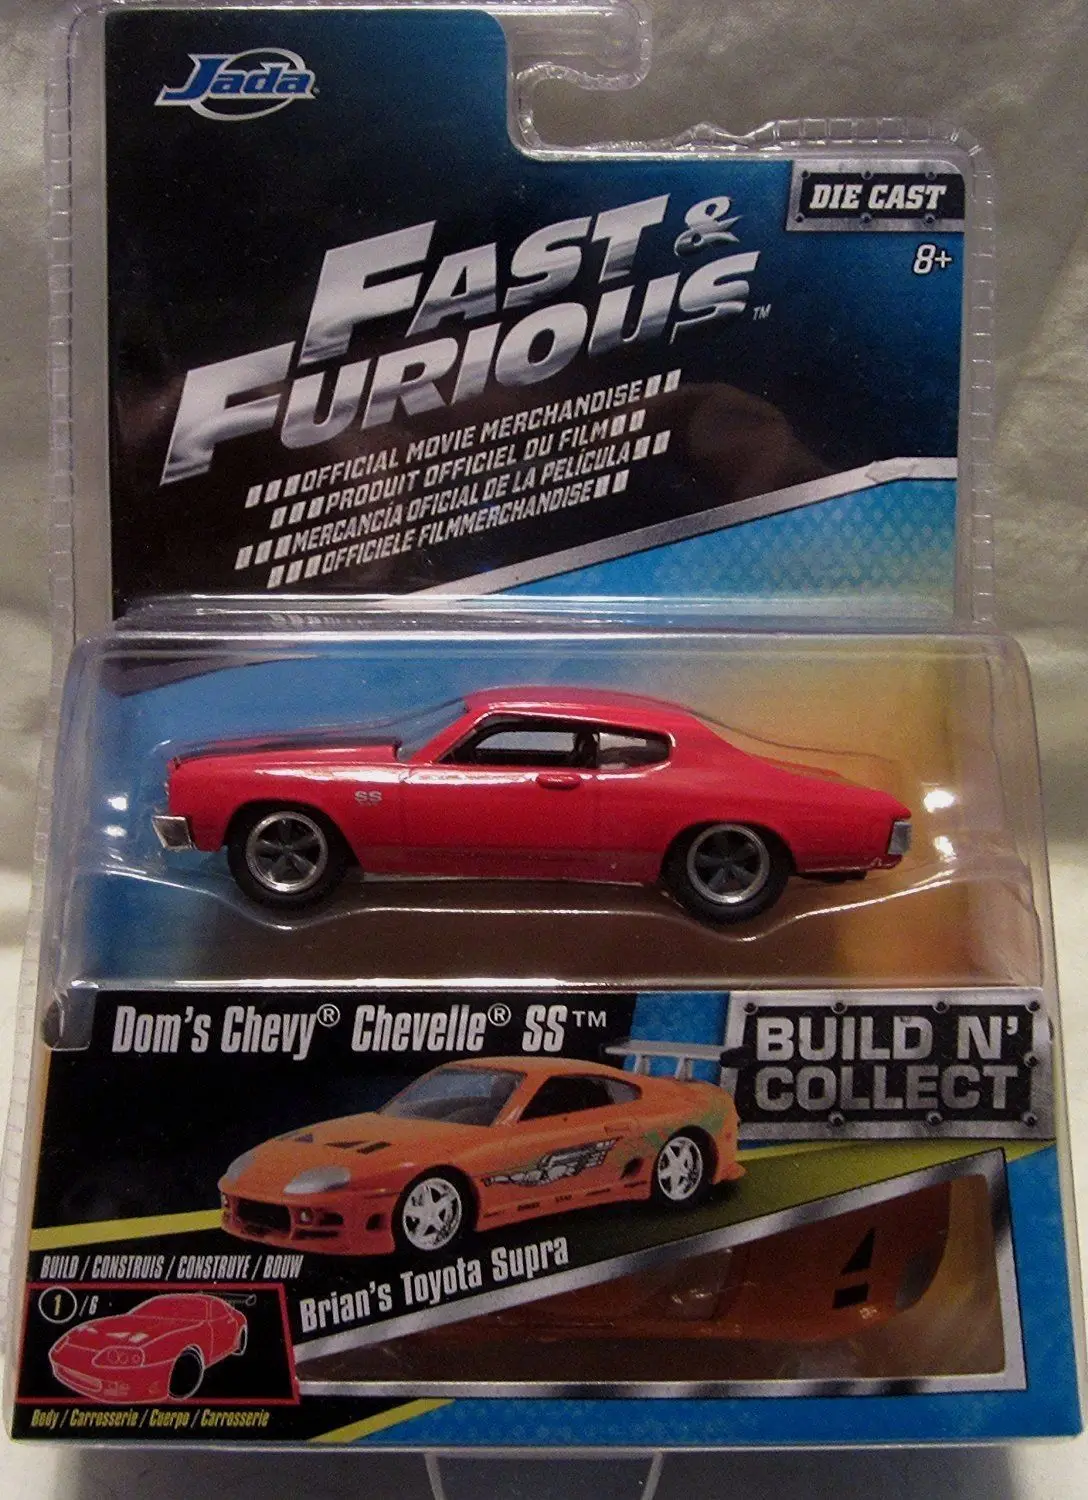 Jada
DIE CAST
8+
FAST &
FURIOUS™
OFFICIAL MOVIE MERCHANDISE
PRODUIT OFFICIEL DU FILM
MERCANCÍA OFICIAL DE LA PELÍCULA
OFFICIELE FILMMERCHANDISE
SS
Dom's Chevy® Chevelle® SS™
BUILD N'
COLLECT
BUILD / CONSTRUIS / CONSTRUYE / BOUW
Brian's Toyota Supra
1/6
Body / Carrosserie / Cuerpo / Carrosserie